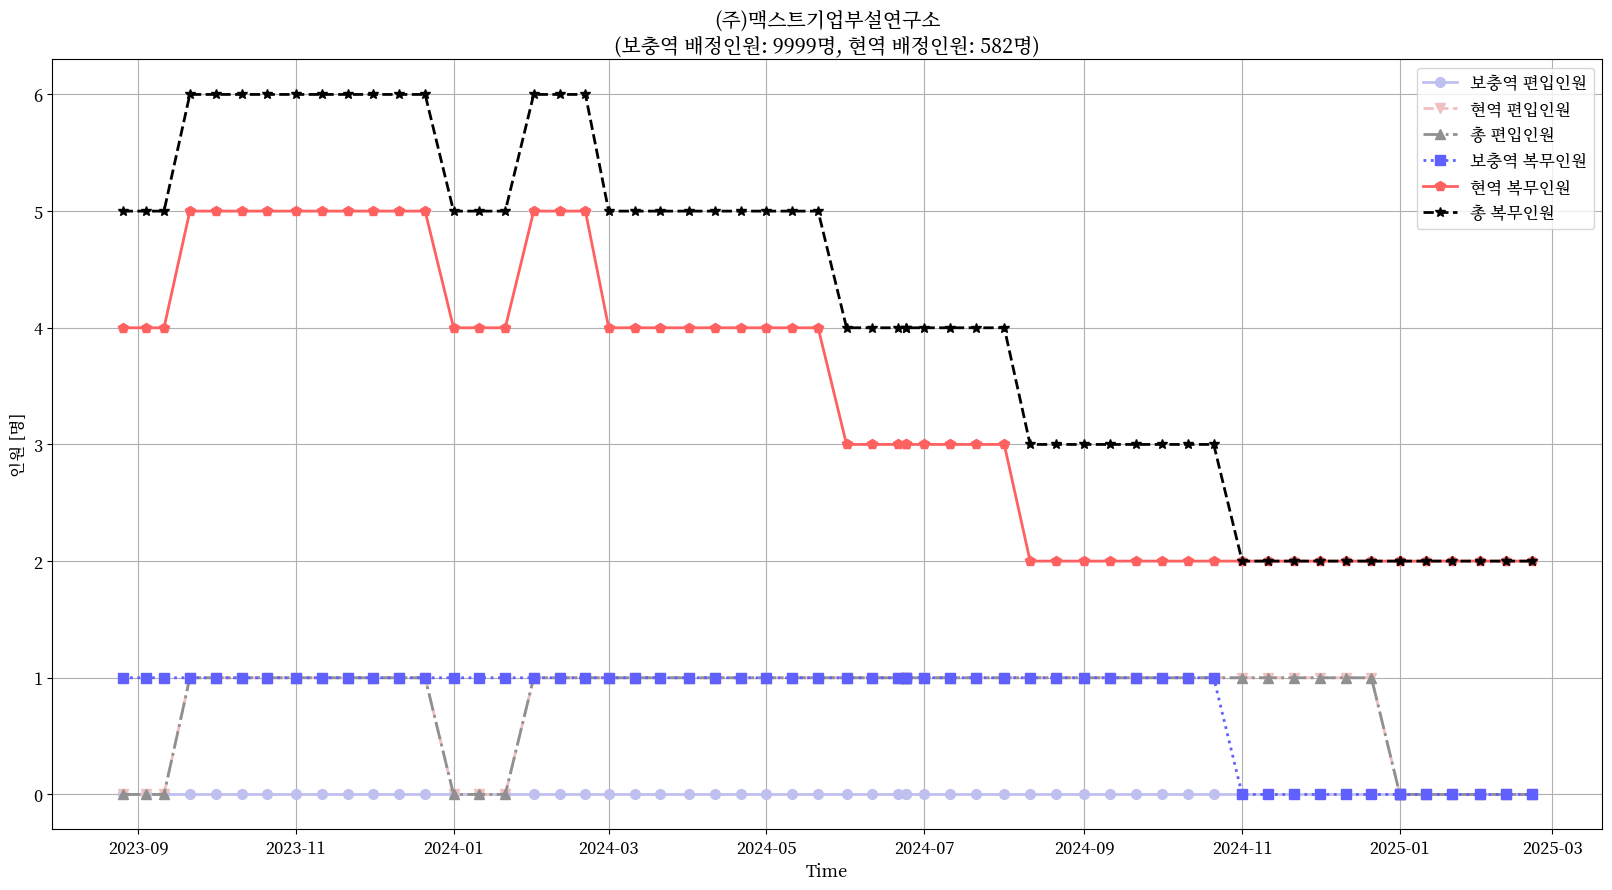 (주)맥스트기업부설연구소
(보충역 배정인원: 9999명, 현역 배정인원: 582명)
보충역 편입인원
현역 편입인원
총 편입인원
보충역 복무인원
현역 복무인원
총 복무인원
인원 [명]
6
5
4
3
2
1
0
2023-09 2023-11 2024-01 2024-03 2024-05 2024-07 2024-09 2024-11 2025-01 2025-03
Time